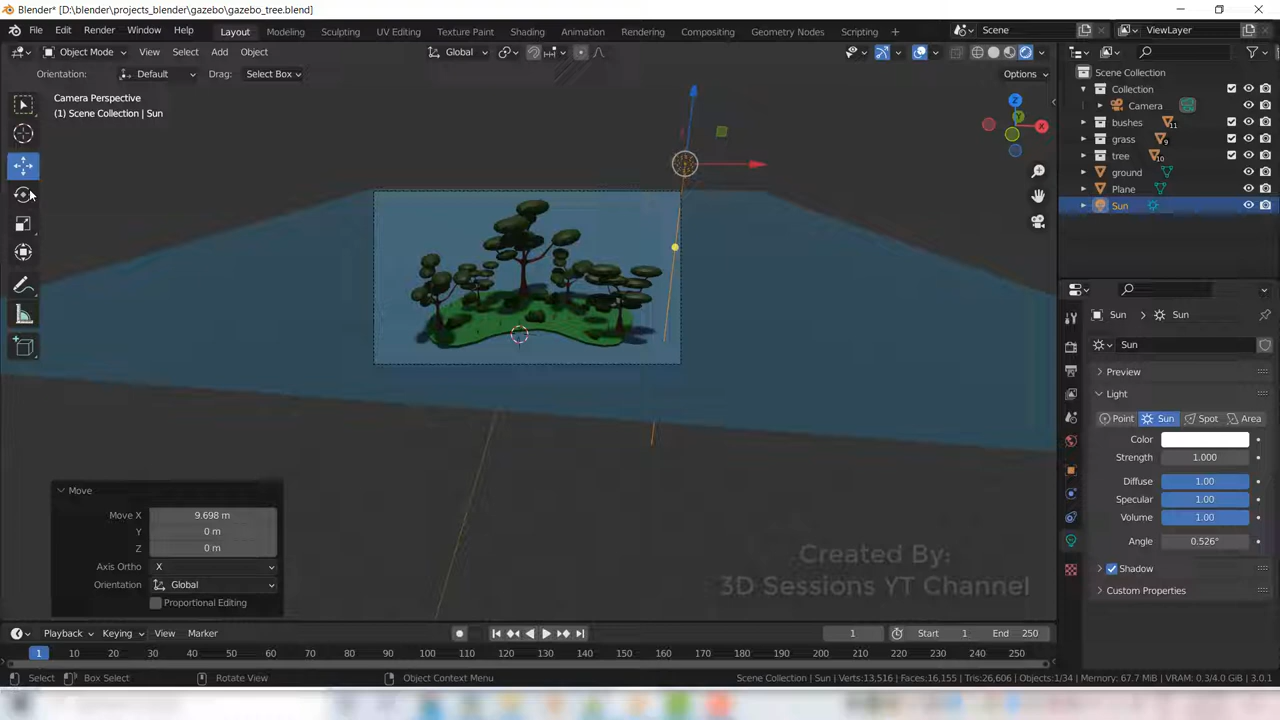 Blender* [D:\blender\projects_blender\gazebo\gazebo_tree.blend]
File Edit Render Window Help Layout Modeling Sculpting UV Editing Texture Paint Shading Animation Rendering Compositing Geometry Nodes Scripting Scene ViewLayer
Object Mode View Select Add Object Global
Orientation: Default Drag: Select Box Options
Camera Perspective
(1) Scene Collection | Sun
Z
Y
X
Scene Collection
Collection
Camera
bushes 11
grass 9
tree 10
ground
Plane
Sun
Sun Sun
Sun
Preview
Light
Point Sun Spot Area
Color
Strength 1.000
Diffuse 1.00
Specular 1.00
Volume 1.00
Angle 0.526°
Shadow
Custom Properties
Move
Move X 9.698 m
Y 0 m
Z 0 m
Axis Ortho X
Orientation Global
Proportional Editing
Created By:
3D Sessions YT Channel
Playback Keying View Marker 1 Start 1 End 250
1 10 20 30 40 50 60 70 80 90 100 110 120 130 140 150 160 170 180 190 200 210 220 230 240 250
Select Box Select Rotate View Object Context Menu Scene Collection | Sun | Verts:13,516 | Faces:16,155 | Tris:26,606 | Objects:1/34 | Memory: 67.7 MiB | VRAM: 0.3/4.0 GiB | 3.0.1